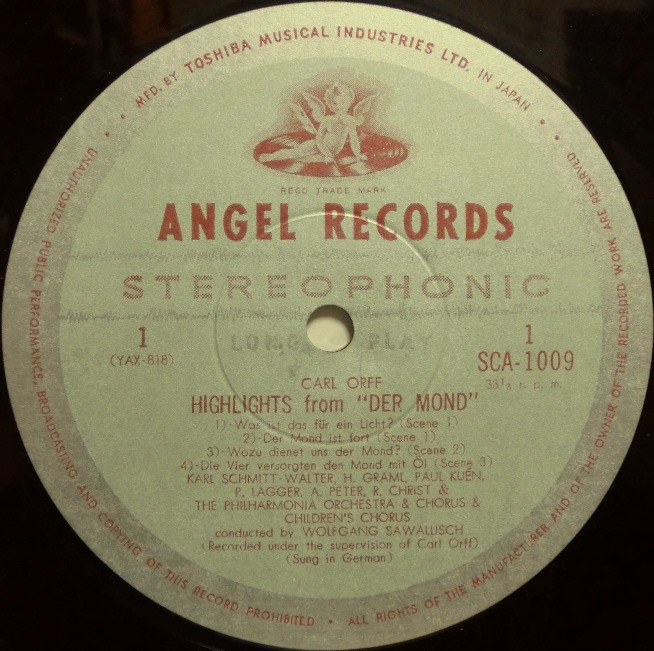 MFD. BY TOSHIBA MUSICAL INDUSTRIES LTD. IN JAPAN
REGD TRADE MARK
ANGEL RECORDS
STEREOPHONIC
LONG PLAY
1
(YAX-818)
1
SCA-1009
33⅓ r. p. m.
CARL ORFF
HIGHLIGHTS from "DER MOND"
1)-Was ist das für ein Licht? (Scene 1)
2)-Der Mond ist fort (Scene 1)
3)-Wozu dienet uns der Mond? (Scene 2)
4)-Die Vier versorgten den Mond mit Öl (Scene 3)
KARL SCHMITT-WALTER, H. GRAML, PAUL KUEN,
P. LAGGER, A. PETER, R. CHRIST &
THE PHILHARMONIA ORCHESTRA & CHORUS &
CHILDREN'S CHORUS
conducted by WOLFGANG SAWALLISCH
(Recorded under the supervision of Carl Orff)
(Sung in German)
UNAUTHORIZED PUBLIC PERFORMANCE, BROADCASTING AND COPYING OF THIS RECORD PROHIBITED • ALL RIGHTS OF THE MANUFACTURER AND OF THE OWNER OF THE RECORDED WORK ARE RESERVED